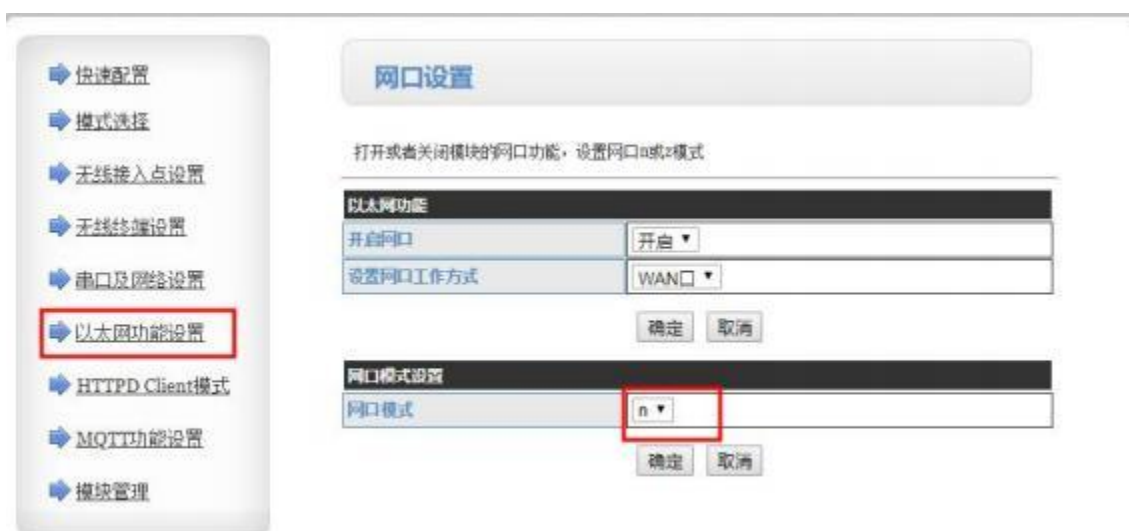 快速配置
模式选择
无线接入点设置
无线终端设置
串口及网络设置
以太网功能设置
HTTPD Client模式
MQTT功能设置
模块管理
网口设置
打开或者关闭模块的网口功能，设置网口n或z模式
以太网功能
开启网口 开启
设置网口工作方式 WAN口
确定 取消
网口模式设置
网口模式 n
确定 取消